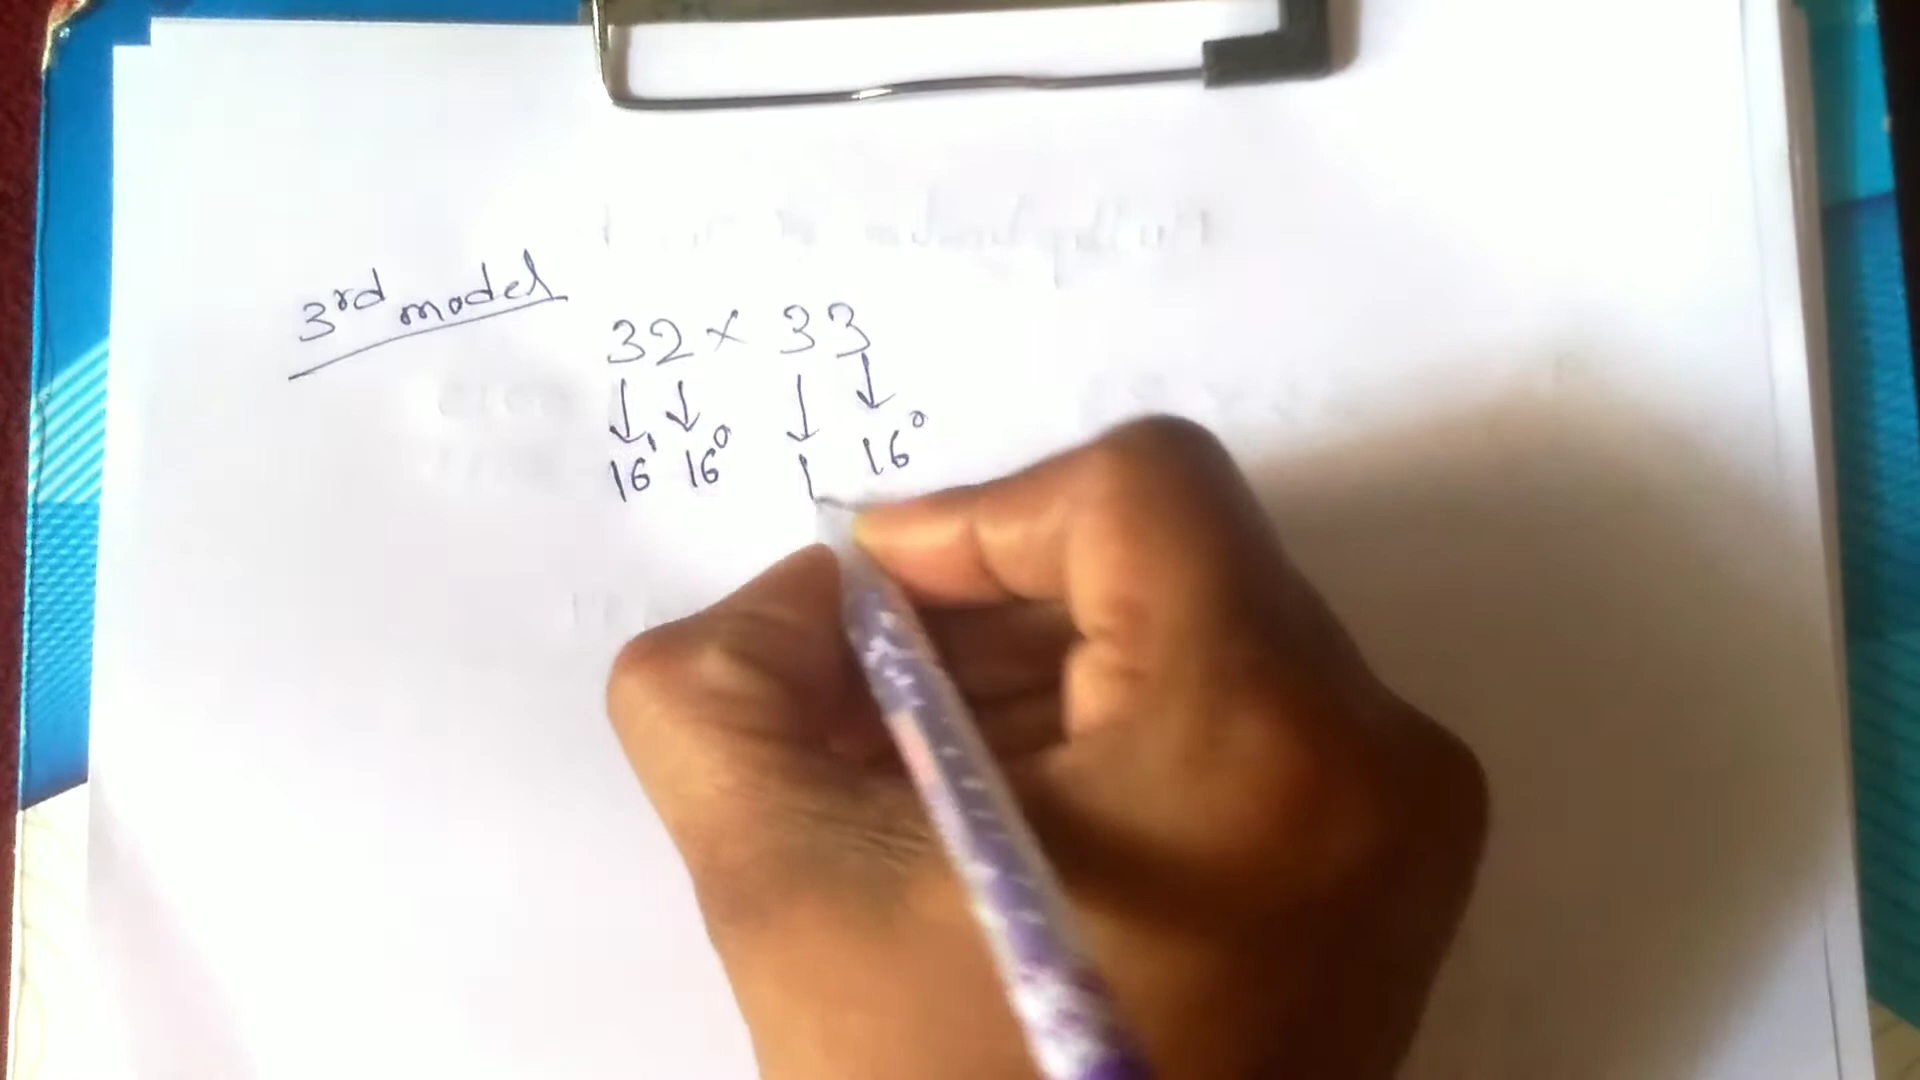 3rd model
32 × 33
↓ ↓ ↓ ↓
16¹ 16⁰ 1 16⁰